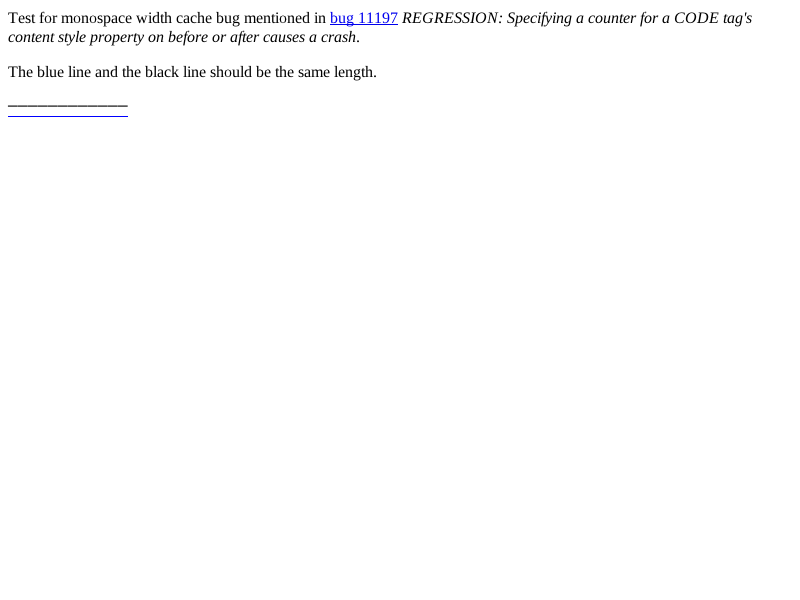 Test for monospace width cache bug mentioned in bug 11197 REGRESSION: Specifying a counter for a CODE tag's
content style property on before or after causes a crash.
The blue line and the black line should be the same length.
____________